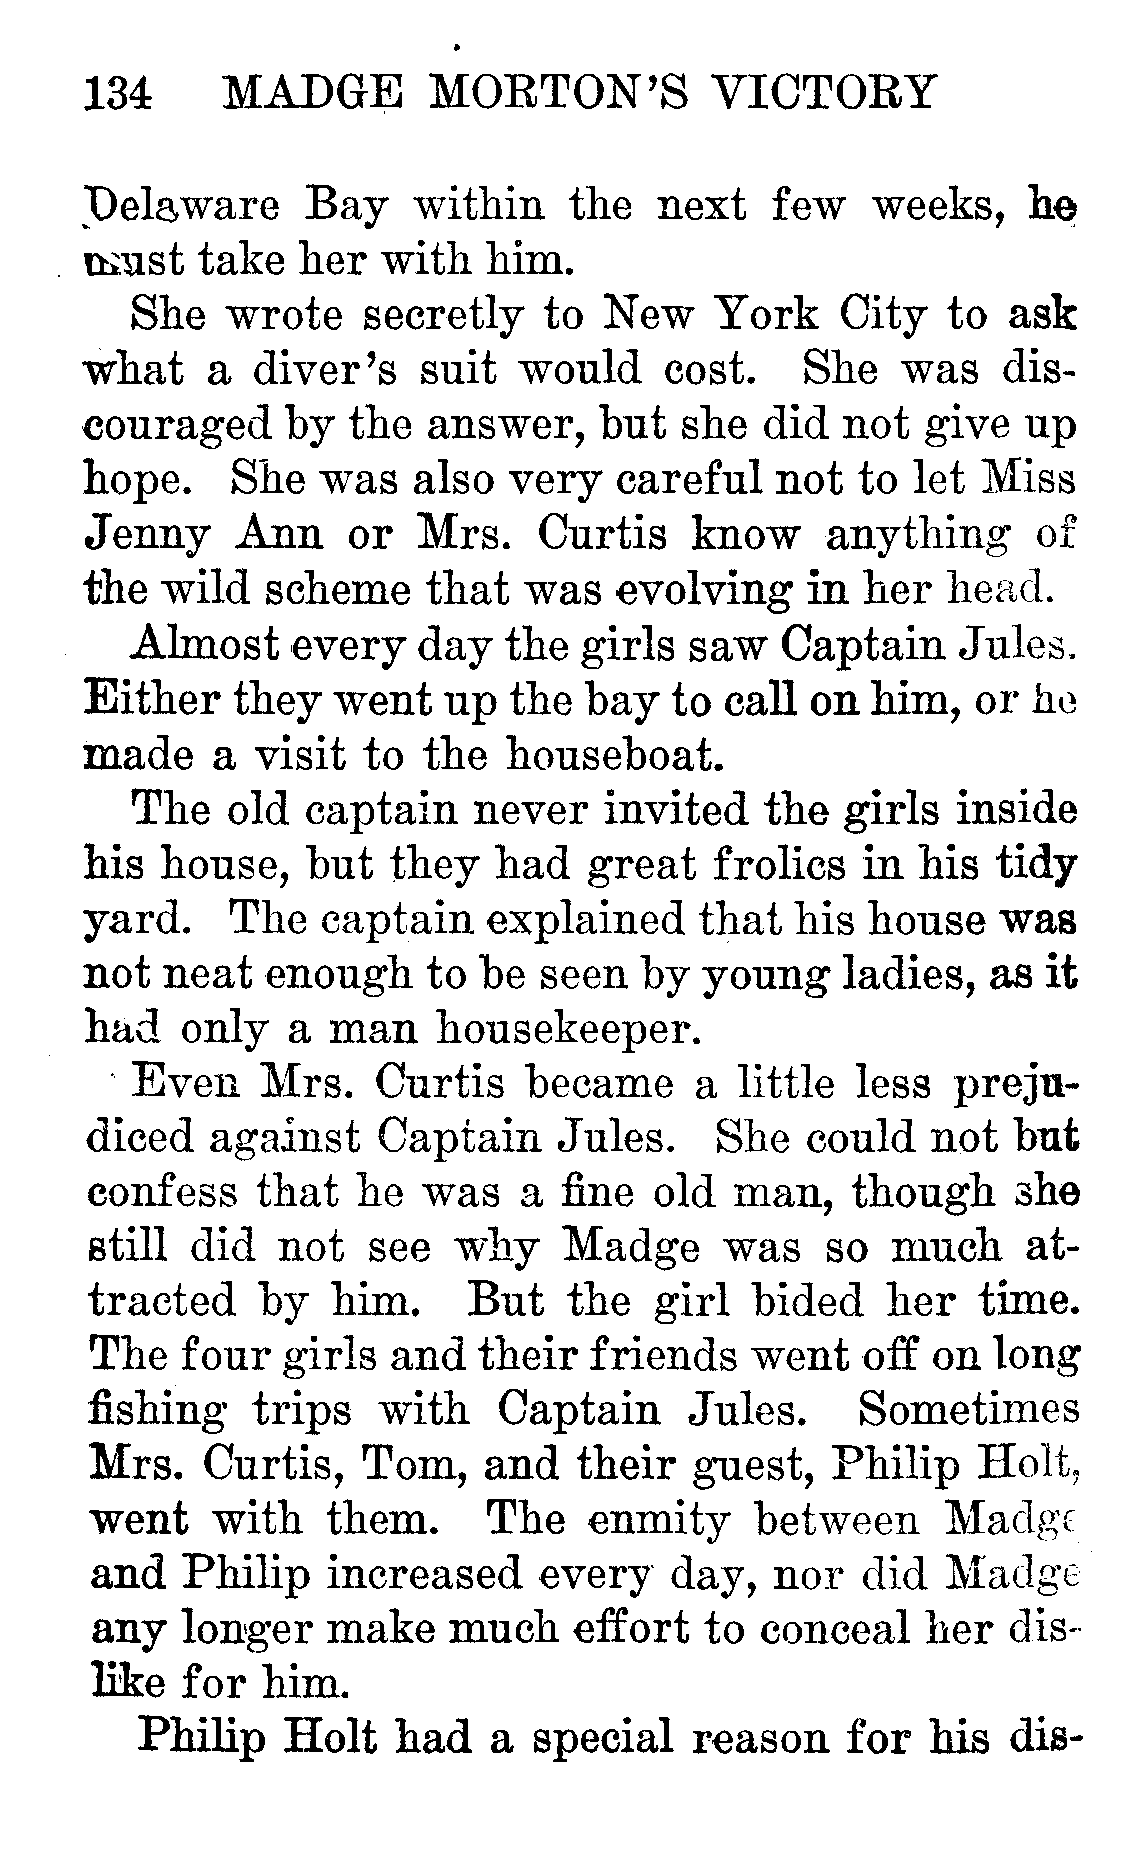 134 MADGE MORTON'S VICTORY
Delaware Bay within the next few weeks, he
must take her with him.
She wrote secretly to New York City to ask
what a diver's suit would cost. She was dis-
couraged by the answer, but she did not give up
hope. She was also very careful not to let Miss
Jenny Ann or Mrs. Curtis know anything of
the wild scheme that was evolving in her head.
Almost every day the girls saw Captain Jules.
Either they went up the bay to call on him, or he
made a visit to the houseboat.
The old captain never invited the girls inside
his house, but they had great frolics in his tidy
yard. The captain explained that his house was
not neat enough to be seen by young ladies, as it
had only a man housekeeper.
Even Mrs. Curtis became a little less preju-
diced against Captain Jules. She could not but
confess that he was a fine old man, though she
still did not see why Madge was so much at-
tracted by him. But the girl bided her time.
The four girls and their friends went off on long
fishing trips with Captain Jules. Sometimes
Mrs. Curtis, Tom, and their guest, Philip Holt,
went with them. The enmity between Madge
and Philip increased every day, nor did Madge
any longer make much effort to conceal her dis-
like for him.
Philip Holt had a special reason for his dis-